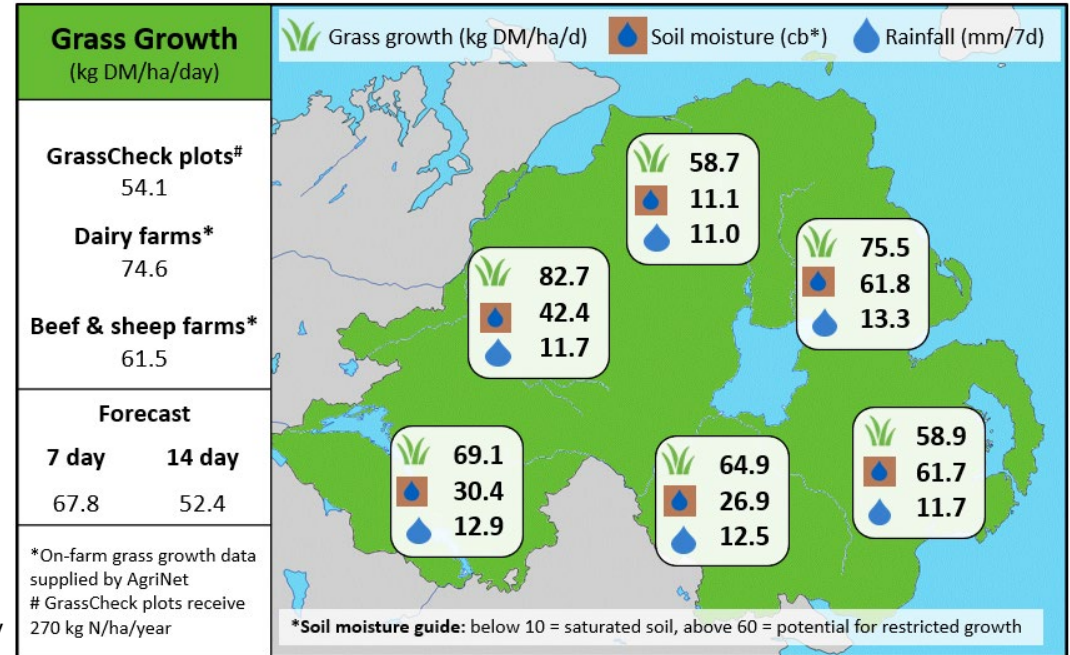 Grass Growth
(kg DM/ha/day)
GrassCheck plots#
54.1
Dairy farms*
74.6
Beef & sheep farms*
61.5
Forecast
7 day 14 day
67.8 52.4
*On-farm grass growth data
supplied by AgriNet
# GrassCheck plots receive
270 kg N/ha/year
Grass growth (kg DM/ha/d) Soil moisture (cb*) Rainfall (mm/7d)
58.7
11.1
11.0
75.5
61.8
13.3
82.7
42.4
11.7
69.1
30.4
12.9
64.9
26.9
12.5
58.9
61.7
11.7
*Soil moisture guide: below 10 = saturated soil, above 60 = potential for restricted growth